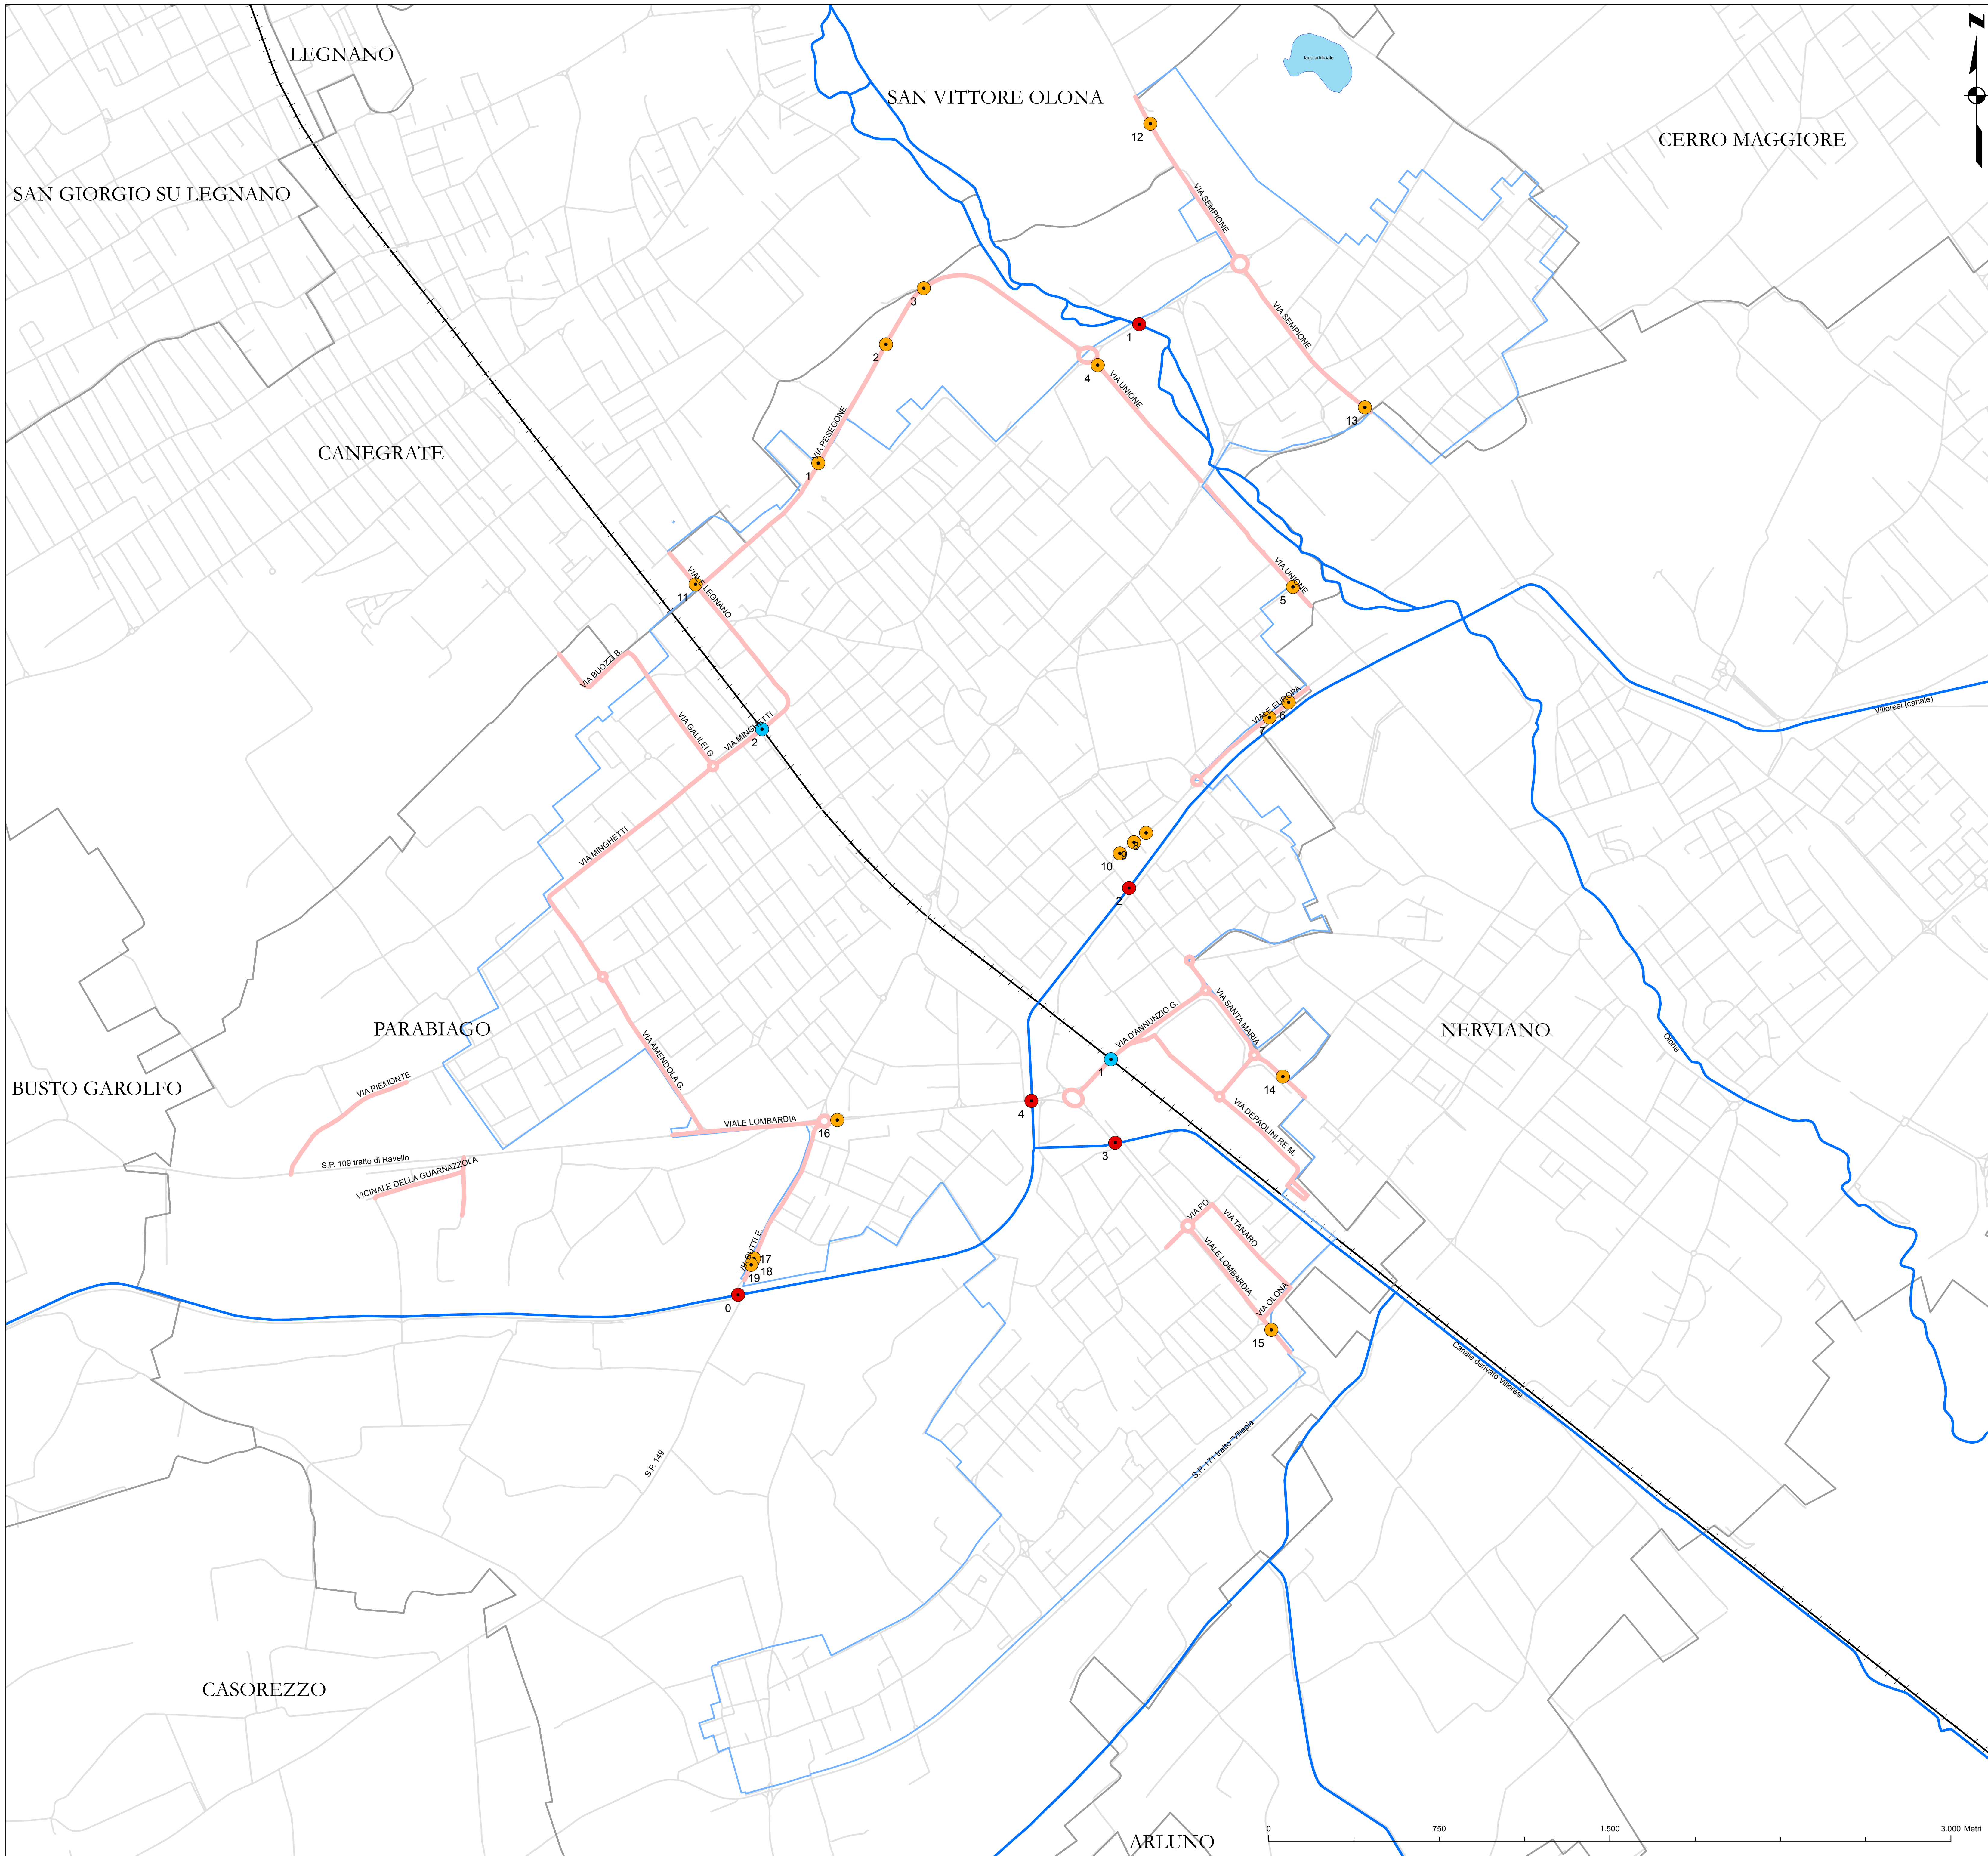 N
LEGNANO
lago artificiale
SAN VITTORE OLONA
12
CERRO MAGGIORE
SAN GIORGIO SU LEGNANO
VIA SEMPIONE
3
VIA SEMPIONE
1
2
4
VIA UNIONE
13
VIA RESEGONE
CANEGRATE
1
VIALE LEGNANO
11
VIA UNIONE
5
VIA BUOZZI B.
VIALE EUROPA
6
7
Villoresi (canale)
VIA GALILEI G.
VIA MINGHETTI
2
VIA MINGHETTI
8
9
10
2
PARABIAGO
VIA D'ANNUNZIO G.
VIA SANTA MARIA
NERVIANO
Olona
VIA AMENDOLA G.
1
BUSTO GAROLFO
VIA PIEMONTE
14
4
VIA DEPAOLINI RE M.
VIALE LOMBARDIA
16
3
S.P. 109 tratto di Ravello
VICINALE DELLA GUARNAZZOLA
VIA PO
VIA TANARO
VIA BUTTI E.
17
18
19
VIALE LOMBARDIA
VIA OLONA
0
15
Canale derivato Villoresi
S.P. 149
S.P. 171 tratto "Villapia
CASOREZZO
ARLUNO
0 750 1.500 3.000 Metri